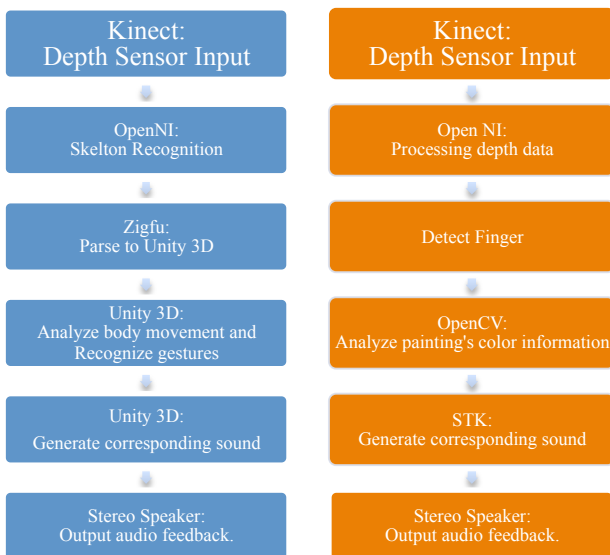 Kinect:
Depth Sensor Input
OpenNI:
Skelton Recognition
Zigfu:
Parse to Unity 3D
Unity 3D:
Analyze body movement and
Recognize gestures
Unity 3D:
Generate corresponding sound
Stereo Speaker:
Output audio feedback.
Kinect:
Depth Sensor Input
Open NI:
Processing depth data
Detect Finger
OpenCV:
Analyze painting's color information
STK:
Generate corresponding sound
Stereo Speaker:
Output audio feedback.